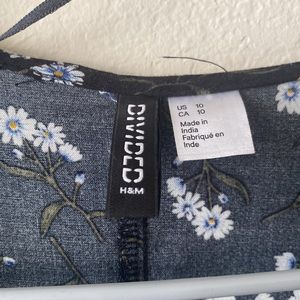 DIVIDED
H&M
US 10
CA 10
Made in
India
Fabriqué en
Inde